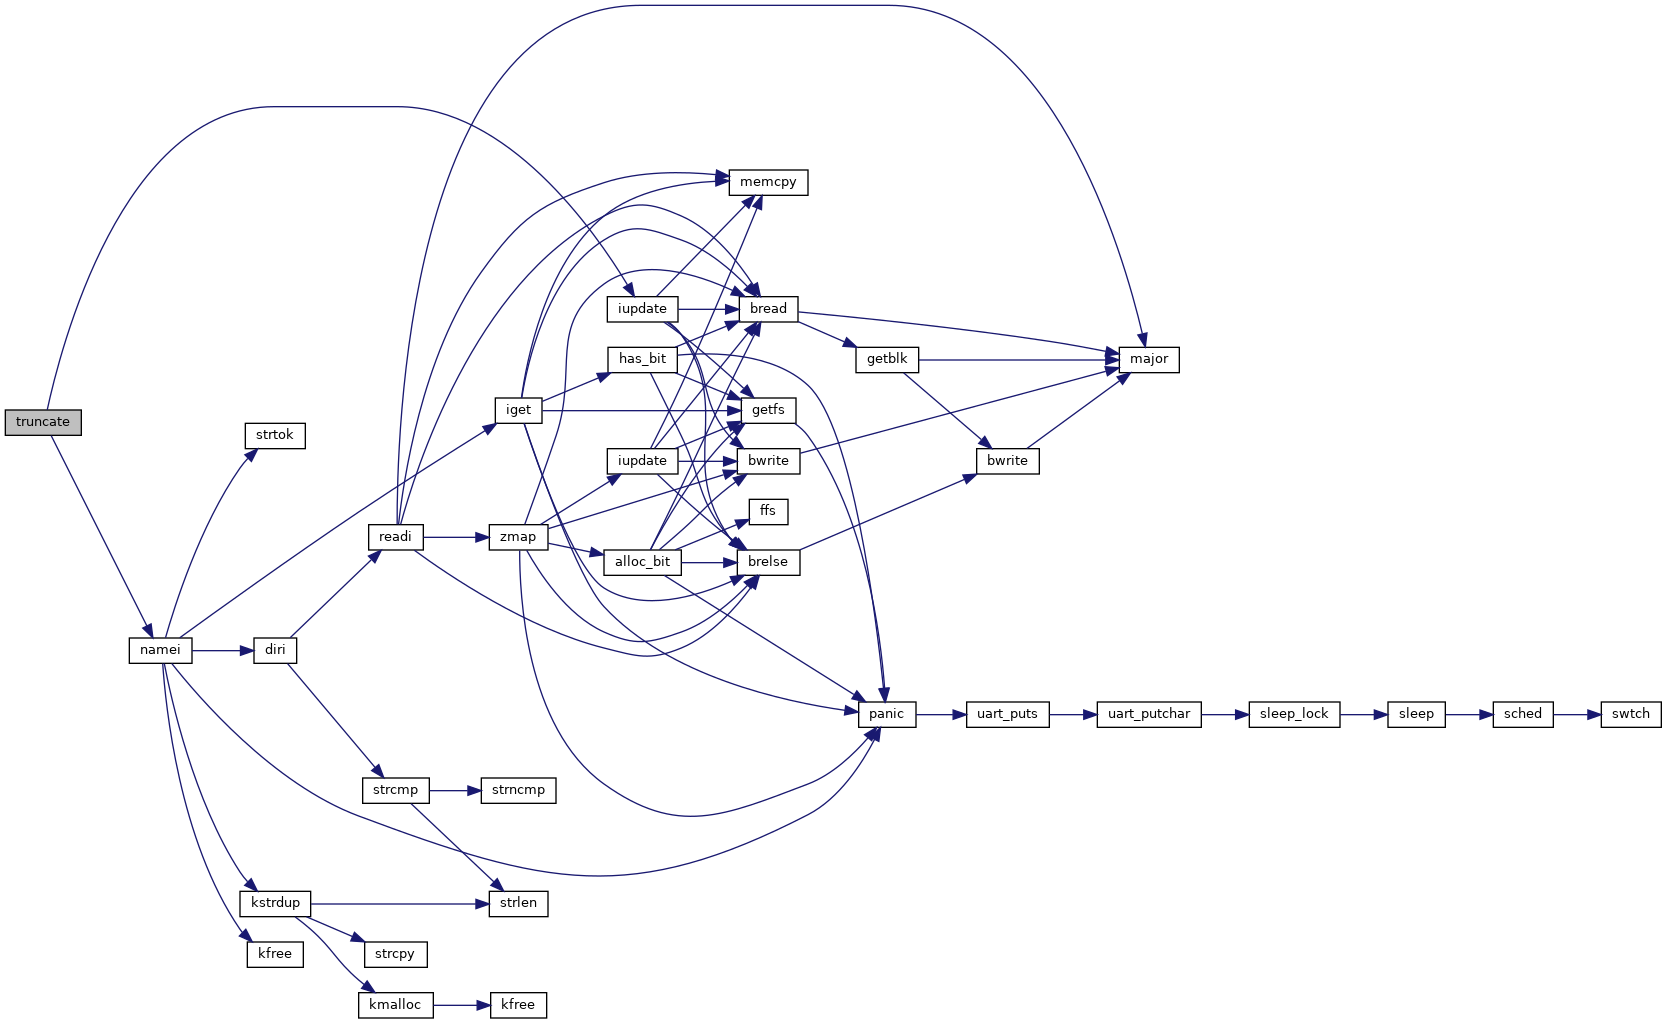 truncate
namei
strtok
diri
kstrdup
kfree
readi
strcmp
strcpy
kmalloc
iget
zmap
strncmp
strlen
kfree
iupdate
has_bit
iupdate
alloc_bit
memcpy
bread
getfs
bwrite
ffs
brelse
getblk
panic
bwrite
uart_puts
major
uart_putchar
sleep_lock
sleep
sched
swtch